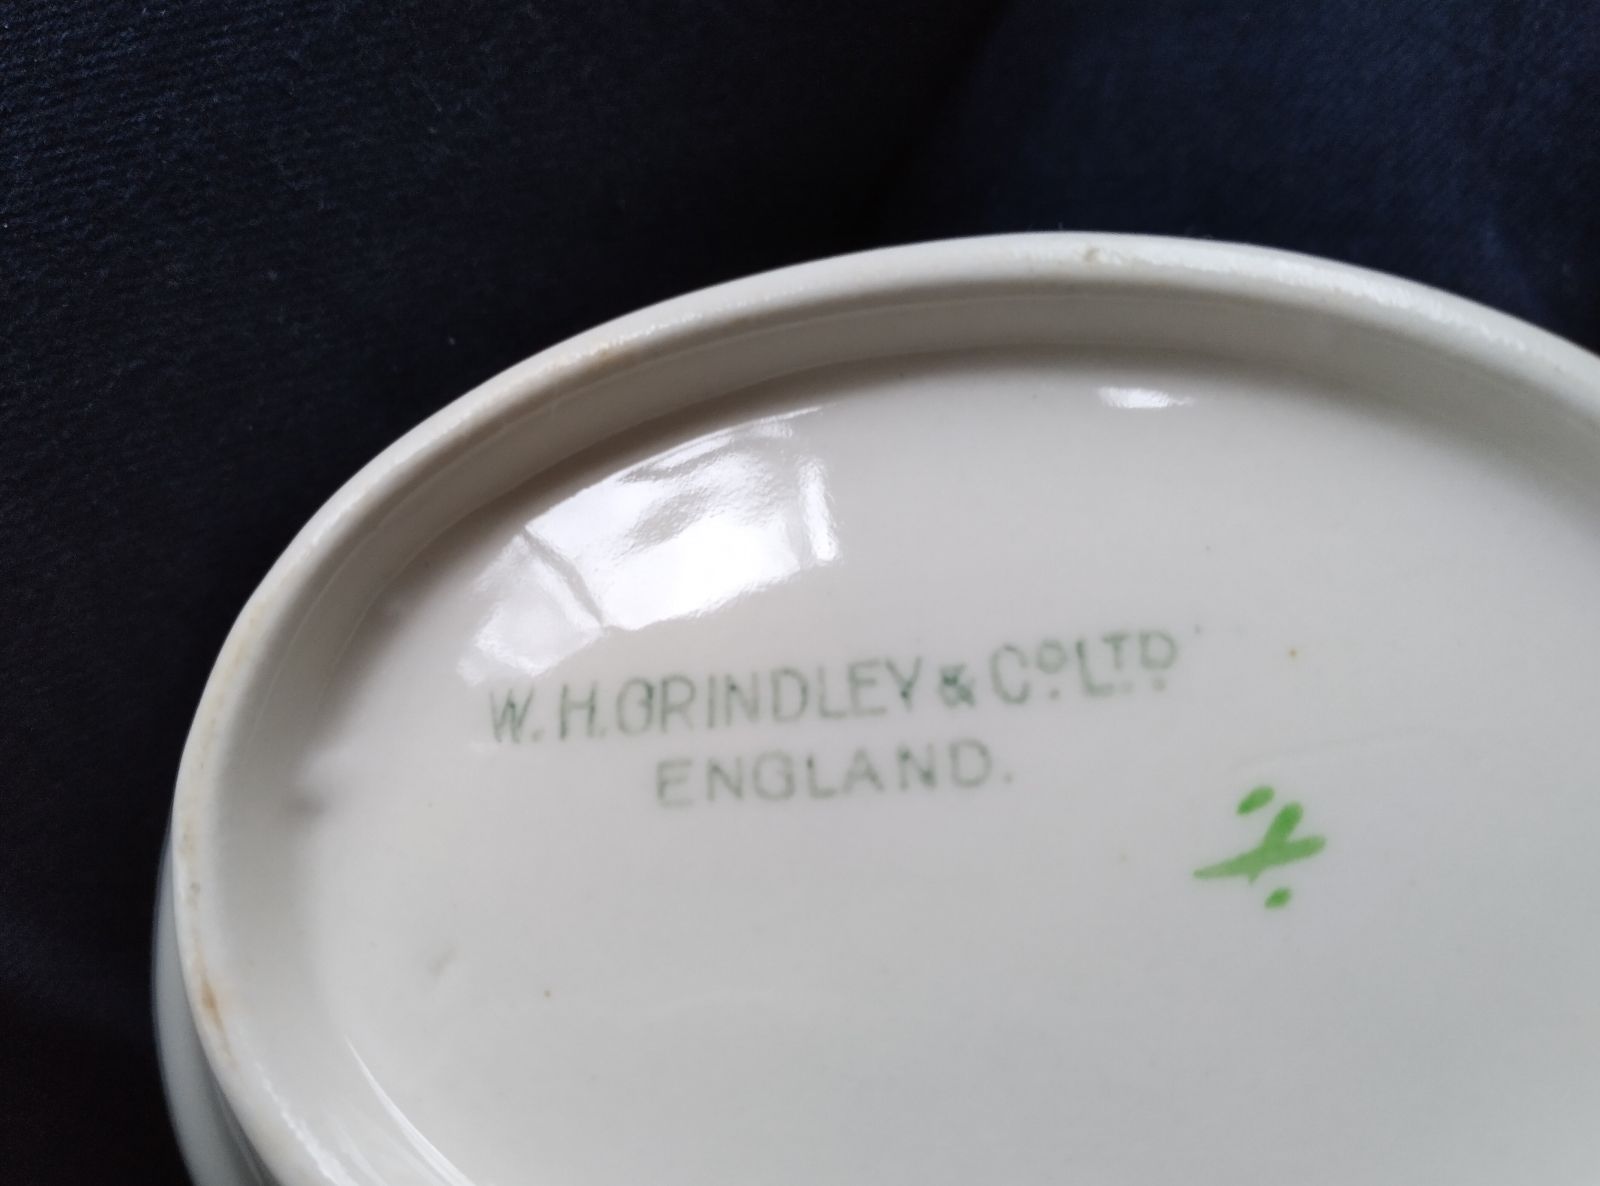 W. H. GRINDLEY & Cº. LTD
ENGLAND.